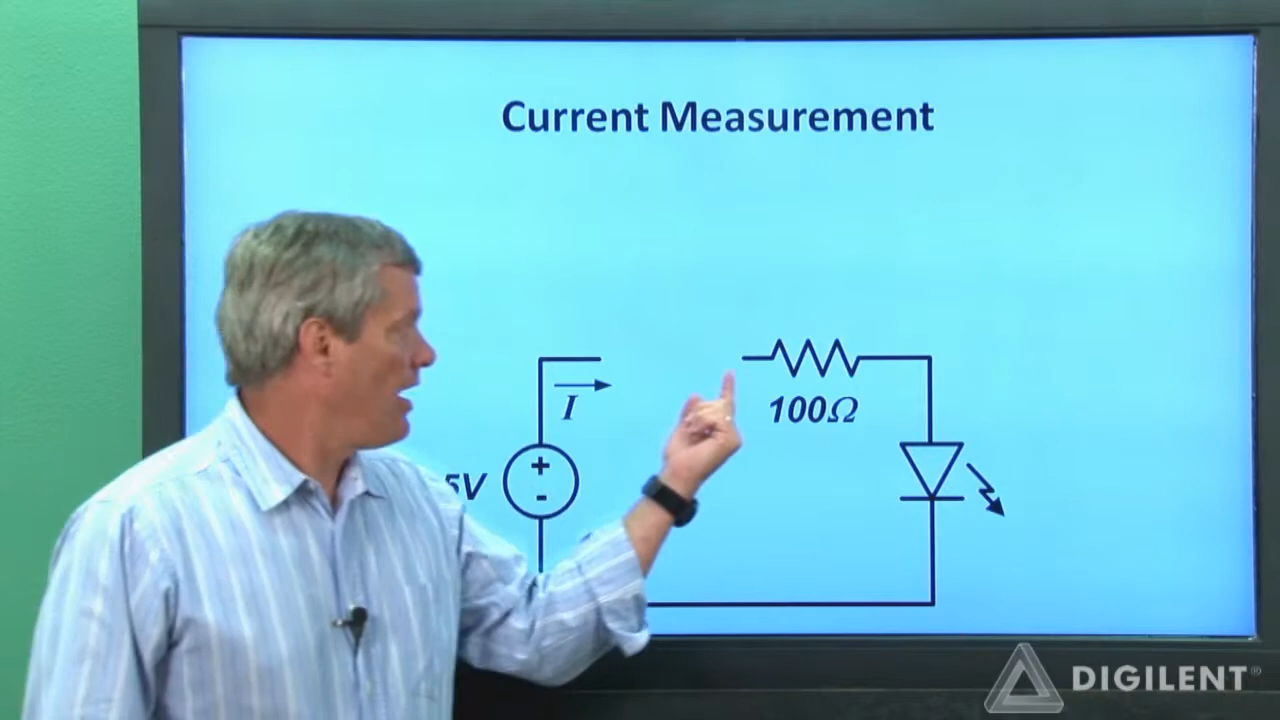 Current Measurement
I
100Ω
+
5V
-
DIGILENT®